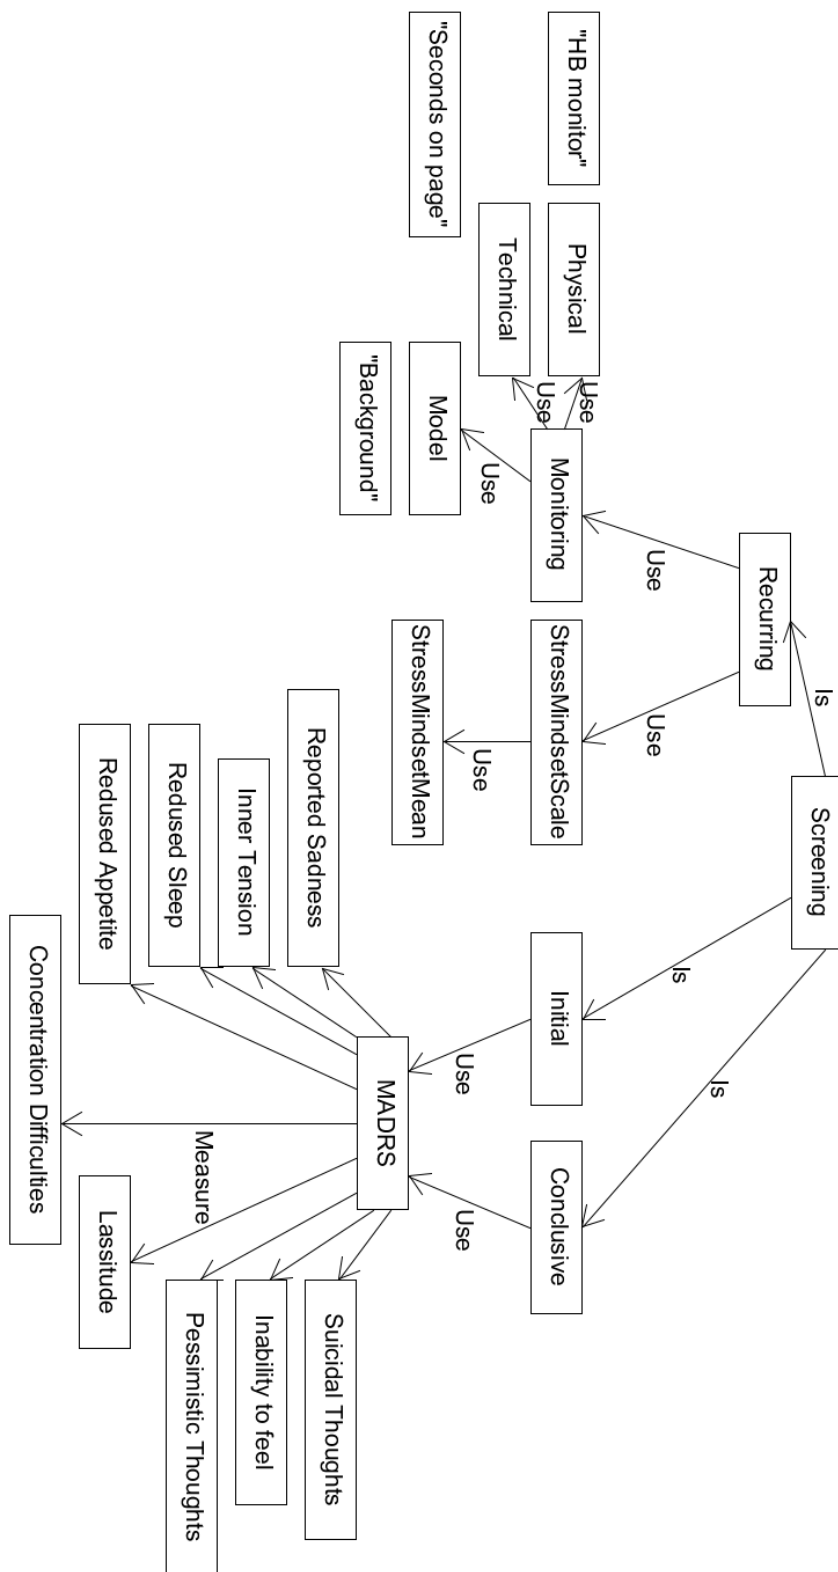 Screening
Is
Is
Is
Recurring
Use
Use
Monitoring
StressMindsetScale
Initial
Conclusive
Use
Use
Use
Use
Use
Use
"HB monitor"
Physical
Technical
"Seconds on page"
Model
"Background"
StressMindsetMean
MADRS
Reported Sadness
Inner Tension
Redused Sleep
Redused Appetite
Concentration Difficulties
Measure
Lassitude
Pessimistic Thoughts
Inability to feel
Suicidal Thoughts